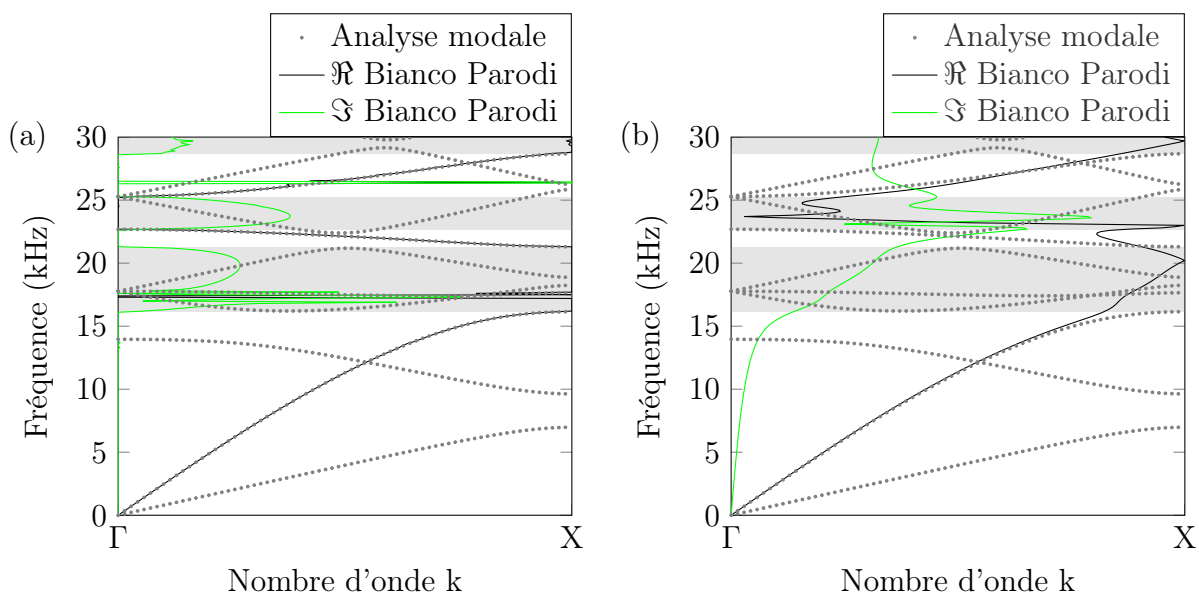 Analyse modale
ℜ Bianco Parodi
ℑ Bianco Parodi
(a)
30
25
20
15
10
5
0
Fréquence (kHz)
Γ
X
Nombre d'onde k
Analyse modale
ℜ Bianco Parodi
ℑ Bianco Parodi
(b)
30
25
20
15
10
5
0
Fréquence (kHz)
Γ
X
Nombre d'onde k